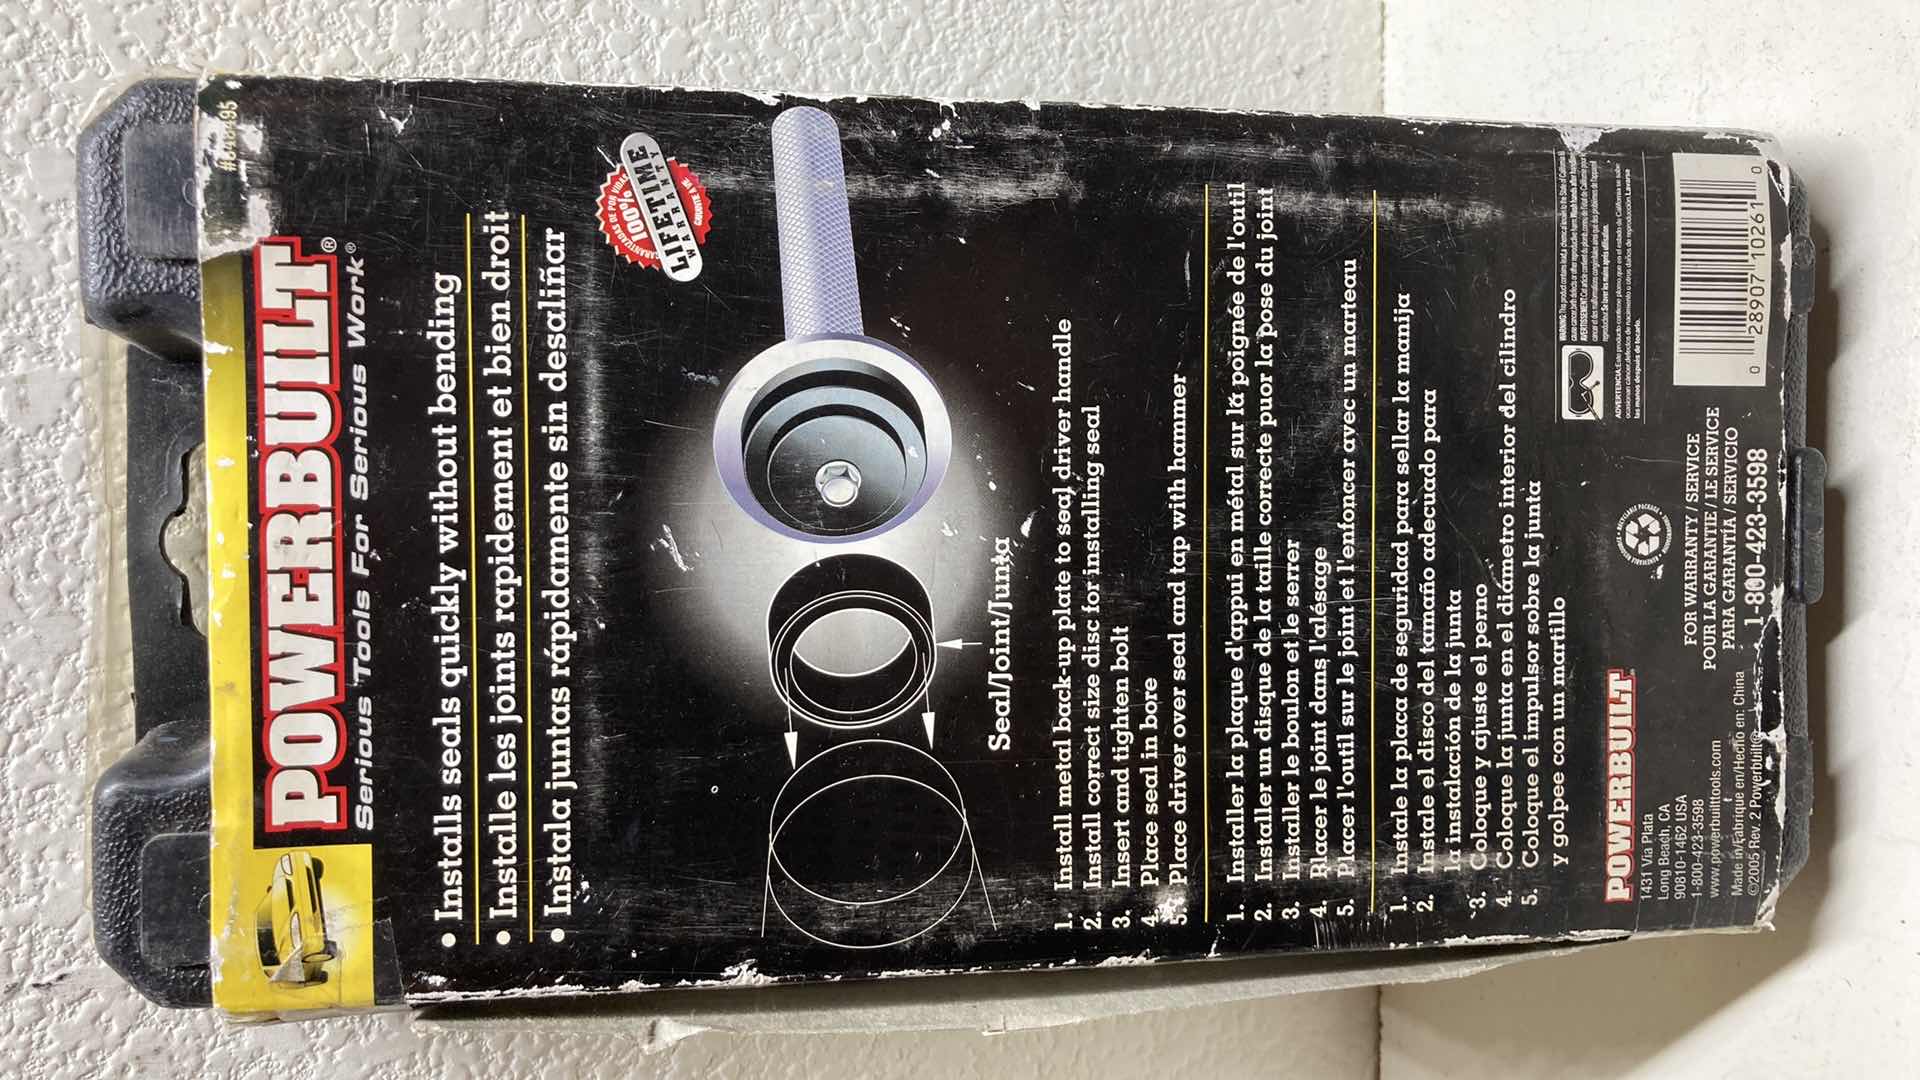 POWERBUILT®
Serious Tools For Serious Work®
• Installs seals quickly without bending
• Installe les joints rapidement et bien droit
• Instala juntas rápidamente sin desaliñar
GARANTIZADAS DE POR VIDA
100%
LIFETIME
WARRANTY
GARANTIE À VIE
Seal/Joint/Junta
1. Install metal back-up plate to seal driver handle
2. Install correct size disc for installing seal
3. Insert and tighten bolt
4. Place seal in bore
5. Place driver over seal and tap with hammer
1. Installer la plaque d'appui en métal sur la poignée de l'outil
2. Installer un disque de la taille correcte puor la pose du joint
3. Installer le boulon et le serrer
4. Placer le joint dans l'alésage
5. Placer l'outil sur le joint et l'enfoncer avec un marteau
1. Instale la placa de seguridad para sellar la manija
2. Instale el disco del tamaño adecuado para
la instalación de la junta
3. Coloque y ajuste el perno
4. Coloque la junta en el diámetro interior del cilindro
5. Coloque el impulsor sobre la junta
y golpee con un martillo
POWERBUILT
1431 Via Plata
Long Beach, CA
90810-1462 USA
1-800-423-3598
www.powerbuilttools.com
Made in/Fabrique en/Hecho en: China
©2005 Rev. 2 Powerbuilt®
FOR WARRANTY / SERVICE
POUR LA GARANTIE / LE SERVICE
PARA GARANTÍA / SERVICIO
1-800-423-3598
0 28907 10261 0